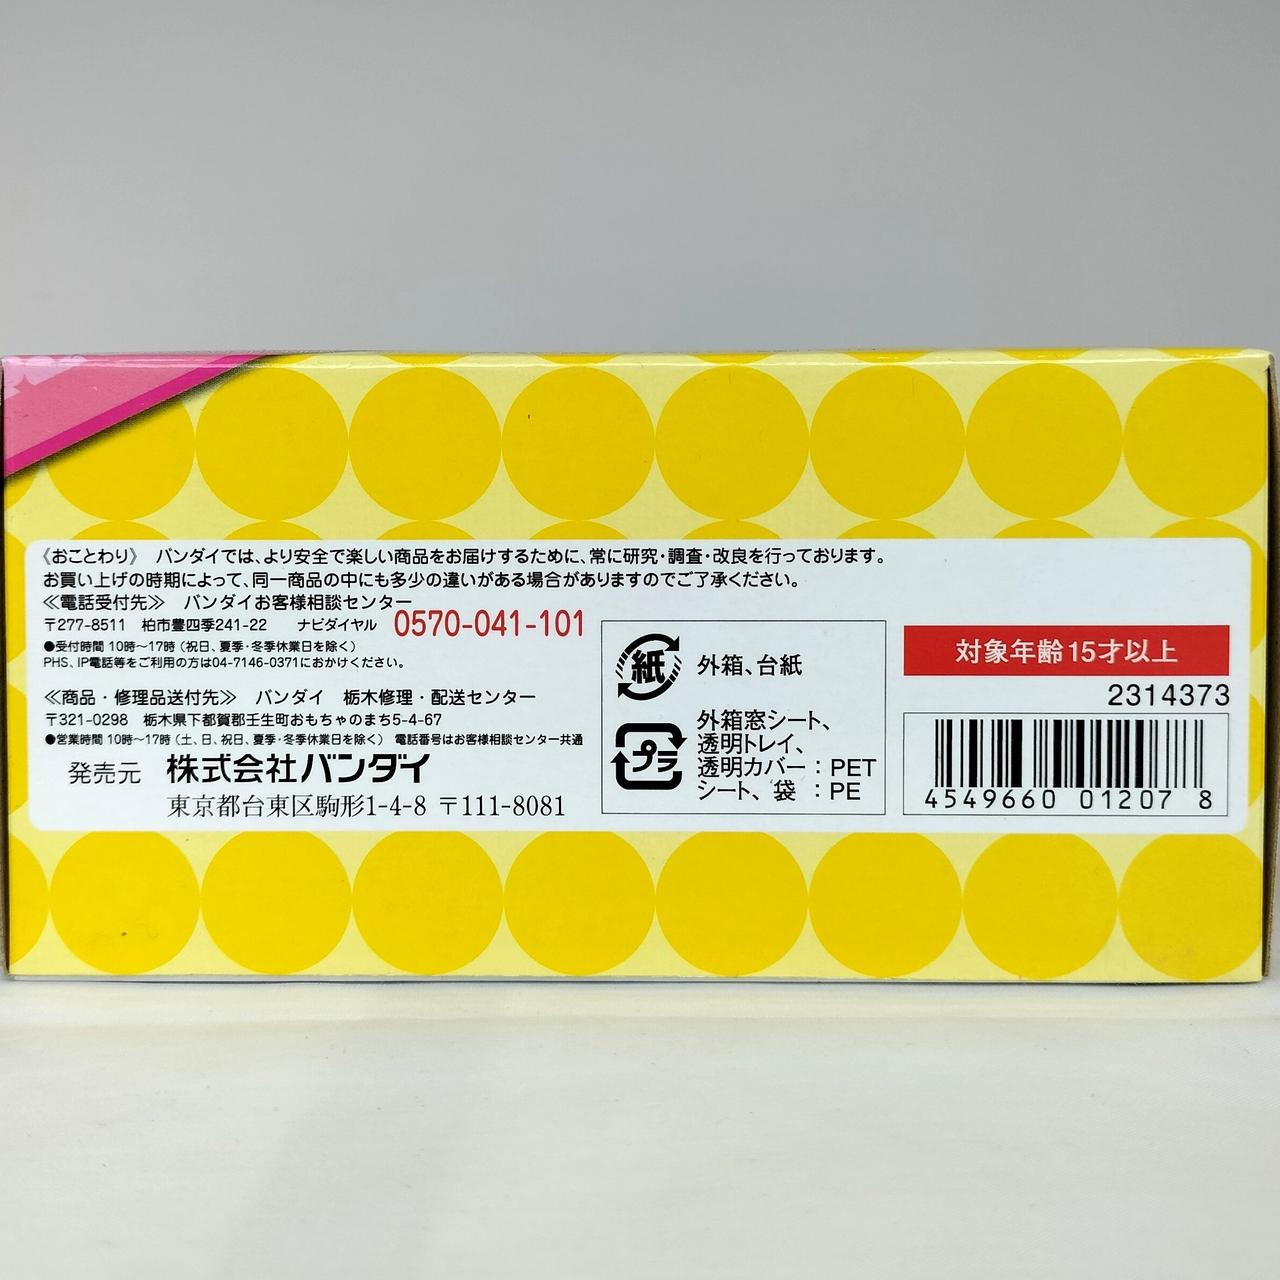 《おことわり》 バンダイでは、より安全で楽しい商品をお届けするために、常に研究・調査・改良を行っております。
お買い上げの時期によって、同一商品の中にも多少の違いがある場合がありますのでご了承ください。
≪電話受付先≫ バンダイお客様相談センター
〒277-8511 柏市豊四季241-22 ナビダイヤル 0570-041-101
●受付時間 10時〜17時(祝日、夏季・冬季休業日を除く)
PHS、IP電話等をご利用の方は04-7146-0371におかけください。
≪商品・修理品送付先≫ バンダイ 栃木修理・配送センター
〒321-0298 栃木県下都賀郡壬生町おもちゃのまち5-4-67
●営業時間 10時〜17時(土、日、祝日、夏季・冬季休業日を除く) 電話番号はお客様相談センター共通
発売元 株式会社バンダイ
東京都台東区駒形1-4-8 〒111-8081
紙 外箱、台紙
プラ 外箱窓シート、
透明トレイ、
透明カバー:PET
シート、袋 :PE
対象年齢15才以上
2314373
4549660 01207 8